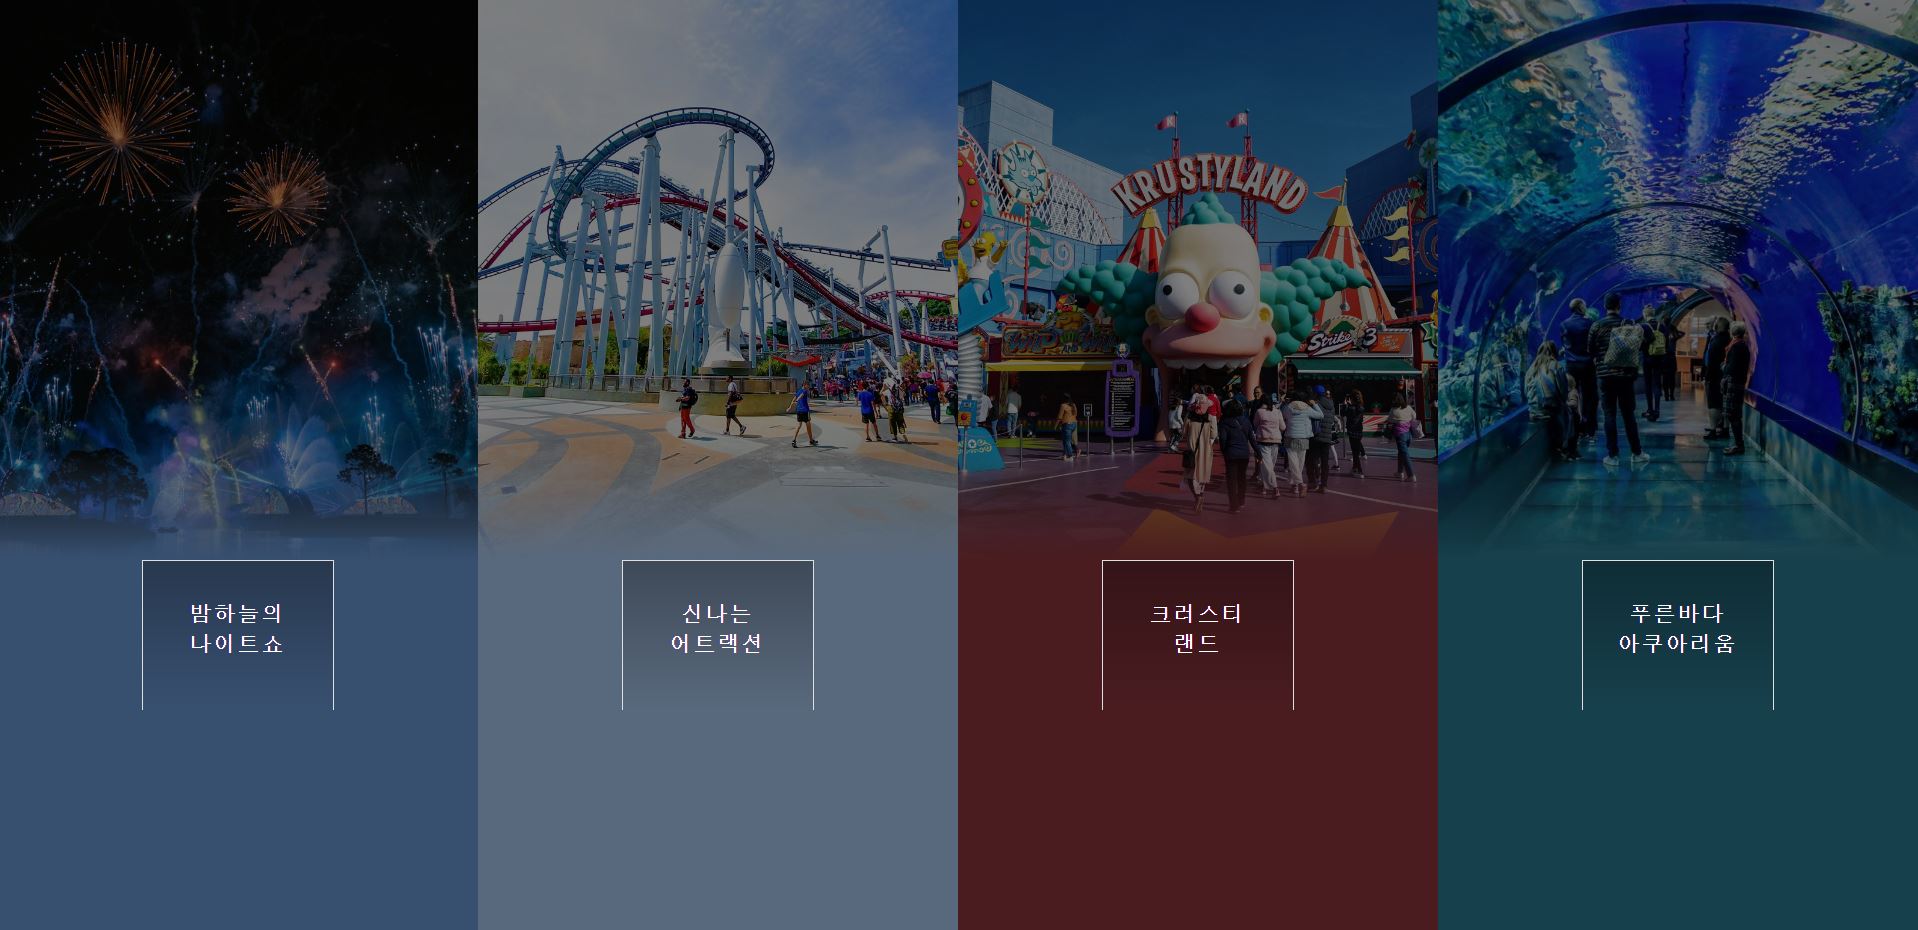 KRUSTYLAND
Strike 3
밤하늘의
나이트쇼
신나는
어트랙션
크러스티
랜드
푸른바다
아쿠아리움